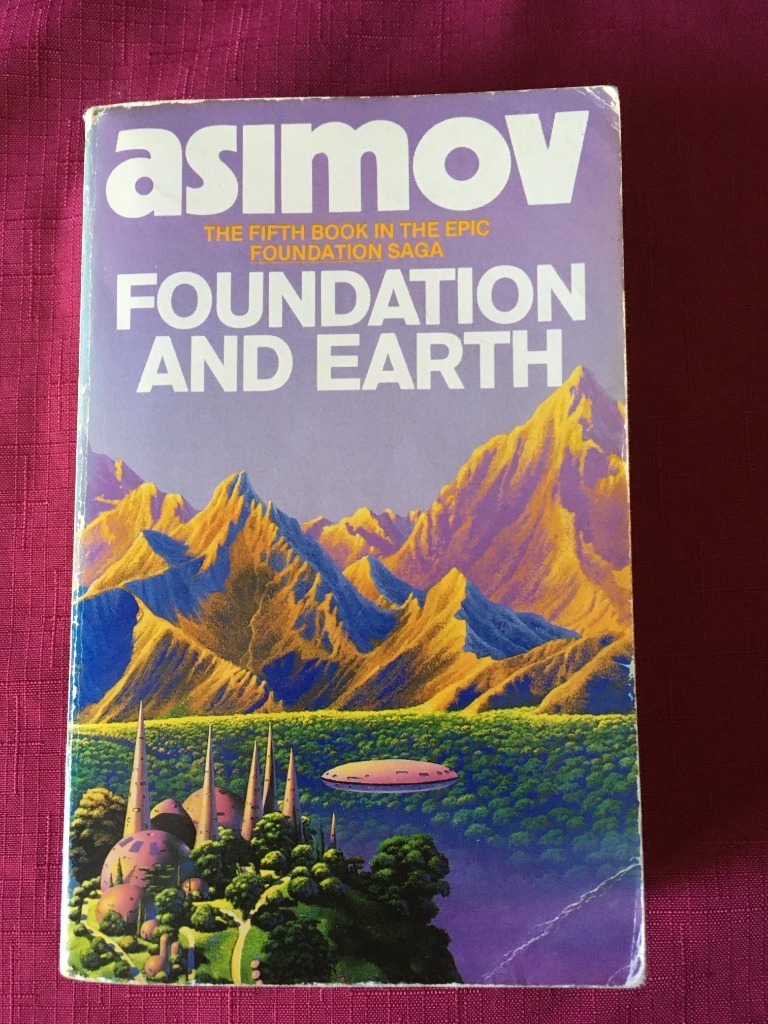 asimov
THE FIFTH BOOK IN THE EPIC
FOUNDATION SAGA
FOUNDATION
AND EARTH